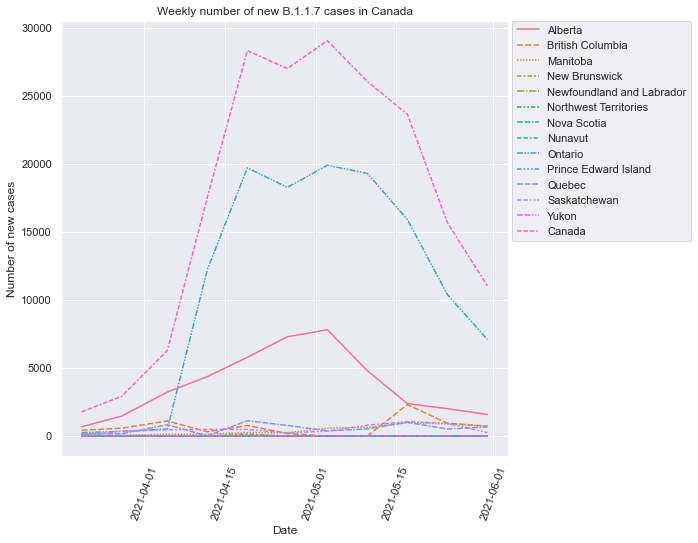 Weekly number of new B.1.1.7 cases in Canada
30000
25000
20000
15000
10000
5000
0
Number of new cases
2021-04-01
2021-04-15
2021-05-01
2021-05-15
2021-06-01
Date
Alberta
British Columbia
Manitoba
New Brunswick
Newfoundland and Labrador
Northwest Territories
Nova Scotia
Nunavut
Ontario
Prince Edward Island
Quebec
Saskatchewan
Yukon
Canada